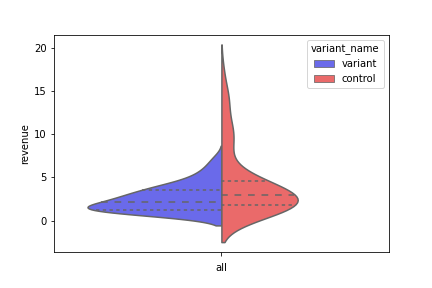 20
15
10
5
0
revenue
variant_name
variant
control
all